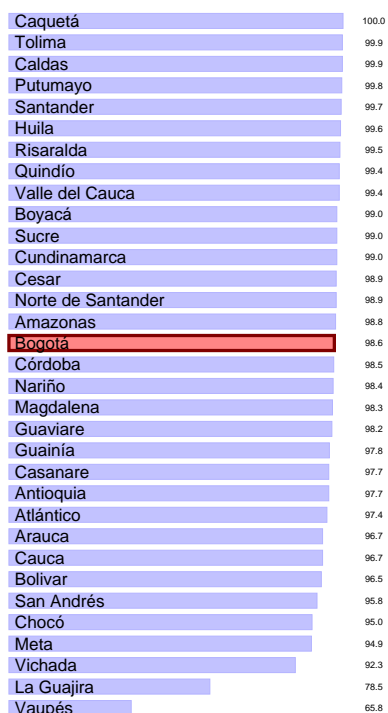 Caquetá 100.0
Tolima 99.9
Caldas 99.9
Putumayo 99.8
Santander 99.7
Huila 99.6
Risaralda 99.5
Quindío 99.4
Valle del Cauca 99.4
Boyacá 99.0
Sucre 99.0
Cundinamarca 99.0
Cesar 98.9
Norte de Santander 98.9
Amazonas 98.8
Bogotá 98.6
Córdoba 98.5
Nariño 98.4
Magdalena 98.3
Guaviare 98.2
Guainía 97.8
Casanare 97.7
Antioquia 97.7
Atlántico 97.4
Arauca 96.7
Cauca 96.7
Bolivar 96.5
San Andrés 95.8
Chocó 95.0
Meta 94.9
Vichada 92.3
La Guajira 78.5
Vaupés 65.8